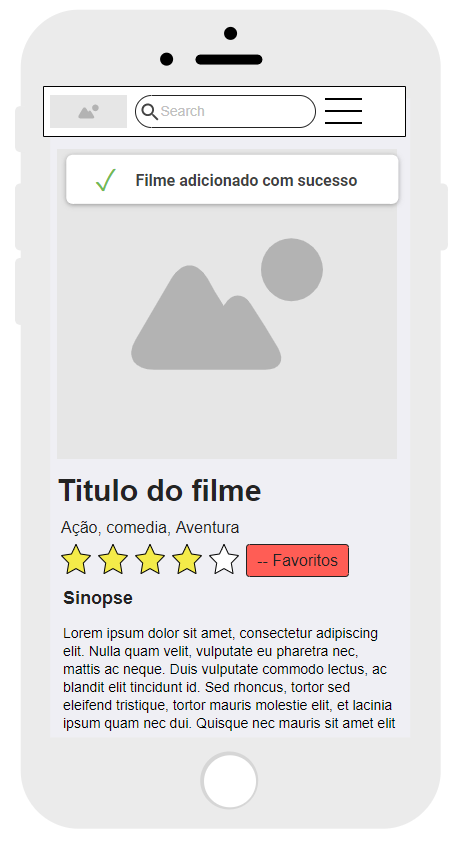 Search
Filme adicionado com sucesso
Titulo do filme
Ação, comedia, Aventura
-- Favoritos
Sinopse
Lorem ipsum dolor sit amet, consectetur adipiscing
elit. Nulla quam velit, vulputate eu pharetra nec,
mattis ac neque. Duis vulputate commodo lectus, ac
blandit elit tincidunt id. Sed rhoncus, tortor sed
eleifend tristique, tortor mauris molestie elit, et lacinia
ipsum quam nec dui. Quisque nec mauris sit amet elit